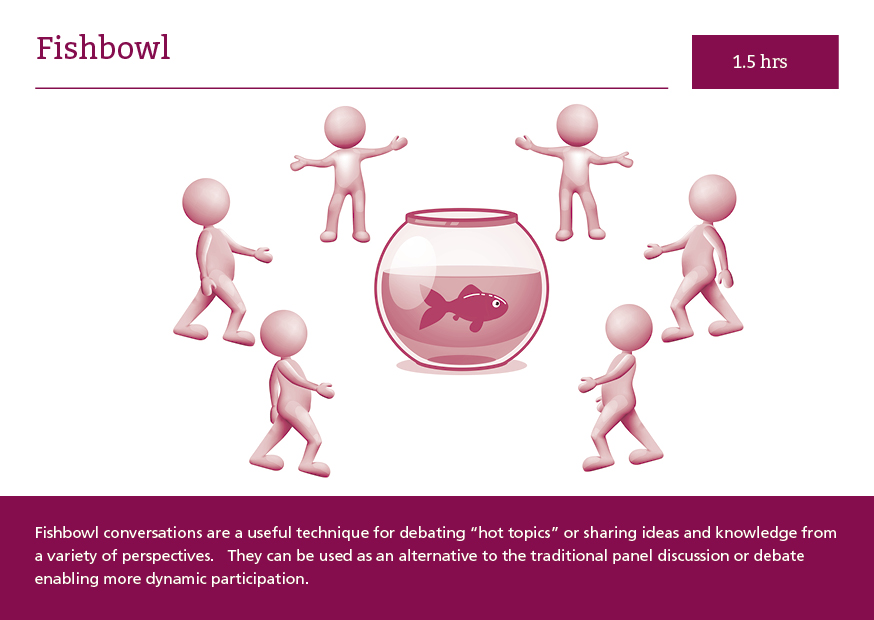 Fishbowl
1.5 hrs
Fishbowl conversations are a useful technique for debating “hot topics” or sharing ideas and knowledge from
a variety of perspectives.   They can be used as an alternative to the traditional panel discussion or debate
enabling more dynamic participation.